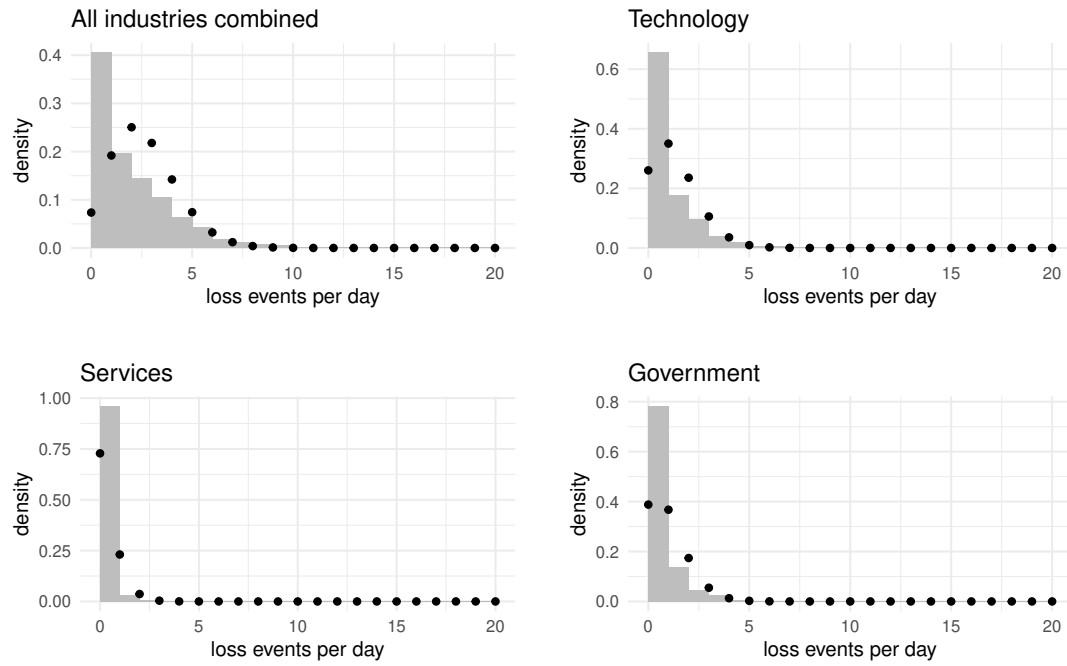 All industries combined
density
0.4
0.3
0.2
0.1
0.0
0 5 10 15 20
loss events per day
Technology
density
0.6
0.4
0.2
0.0
0 5 10 15 20
loss events per day
Services
density
1.00
0.75
0.50
0.25
0.00
0 5 10 15 20
loss events per day
Government
density
0.8
0.6
0.4
0.2
0.0
0 5 10 15 20
loss events per day